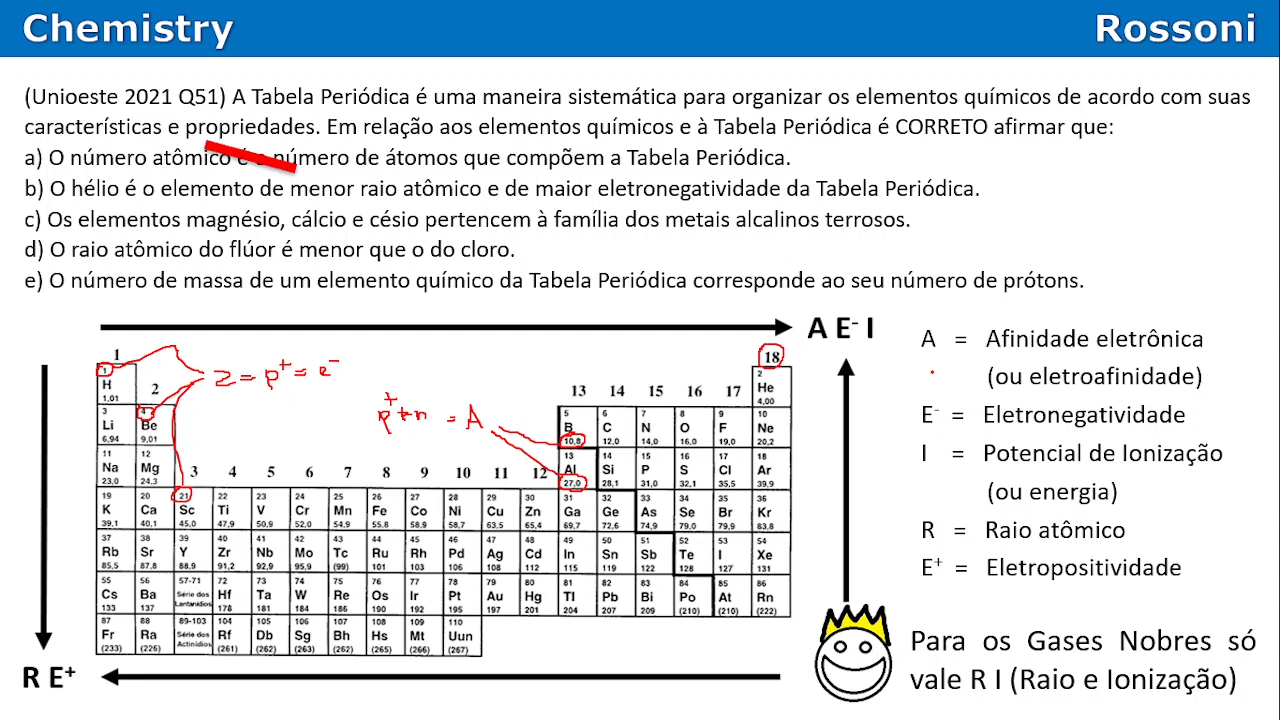 Chemistry
Rossoni
(Unioeste 2021 Q51) A Tabela Periódica é uma maneira sistemática para organizar os elementos químicos de acordo com suas
características e propriedades. Em relação aos elementos químicos e à Tabela Periódica é CORRETO afirmar que:
a) O número atômico é o número de átomos que compõem a Tabela Periódica.
b) O hélio é o elemento de menor raio atômico e de maior eletronegatividade da Tabela Periódica.
c) Os elementos magnésio, cálcio e césio pertencem à família dos metais alcalinos terrosos.
d) O raio atômico do flúor é menor que o do cloro.
e) O número de massa de um elemento químico da Tabela Periódica corresponde ao seu número de prótons.
A E- I
1 18
1 2
H He
1,01 4,00
2 13 14 15 16 17
Z = p+ = e-
p+ + n = A
3 4 5 6 7 8 9 10
Li Be B C N O F Ne
6,94 9,01 10,8 12,0 14,0 16,0 19,0 20,2
11 12 13 14 15 16 17 18
Na Mg Al Si P S Cl Ar
23,0 24,3 27,0 28,1 31,0 32,1 35,5 39,9
3 4 5 6 7 8 9 10 11 12
19 20 21 22 23 24 25 26 27 28 29 30 31 32 33 34 35 36
K Ca Sc Ti V Cr Mn Fe Co Ni Cu Zn Ga Ge As Se Br Kr
39,1 40,1 45,0 47,9 50,9 52,0 54,9 55.8 58,7 63,5 65,4 69,7 72,6 74,9 79,0 79,9 83,8
37 38 39 40 41 42 43 44 45 46 47 48 49 50 51 52 53 54
Rb Sr Y Zr Nb Mo Tc Ru Rh Pd Ag Cd In Sn Sb Te I Xe
85,5 87,8 88,9 91,2 92,9 95,9 (99) 101 103 106 108 112 115 119 122 128 127 131
55 56 57-71 72 73 74 75 76 77 78 79 80 81 82 83 84 85 86
Cs Ba Série dos Lantanídios Hf Ta W Re Os Ir Pt Au Hg Tl Pb Bi Po At Rn
133 137 178 181 184 186 190 192 195 197 201 204 207 209 (210) (210) (222)
87 88 89-103 104 105 106 107 108 109 110
Fr Ra Série dos Actinídios Rf Db Sg Bh Hs Mt Uun
(233) (226) (261) (262) (263) (262) (265) (266) (267)
R E+
A = Afinidade eletrônica
(ou eletroafinidade)
E- = Eletronegatividade
I = Potencial de Ionização
(ou energia)
R = Raio atômico
E+ = Eletropositividade
Para os Gases Nobres só
vale R I (Raio e Ionização)